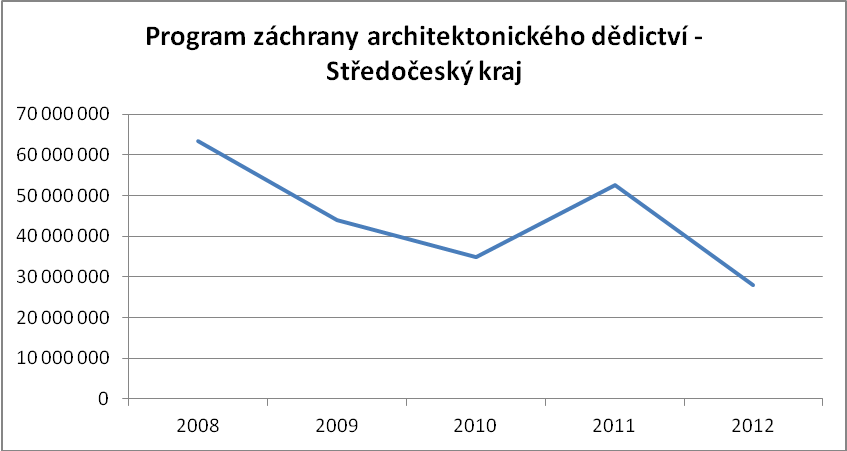 Program záchrany architektonického dědictví -
Středočeský kraj
70 000 000
60 000 000
50 000 000
40 000 000
30 000 000
20 000 000
10 000 000
0
2008 2009 2010 2011 2012